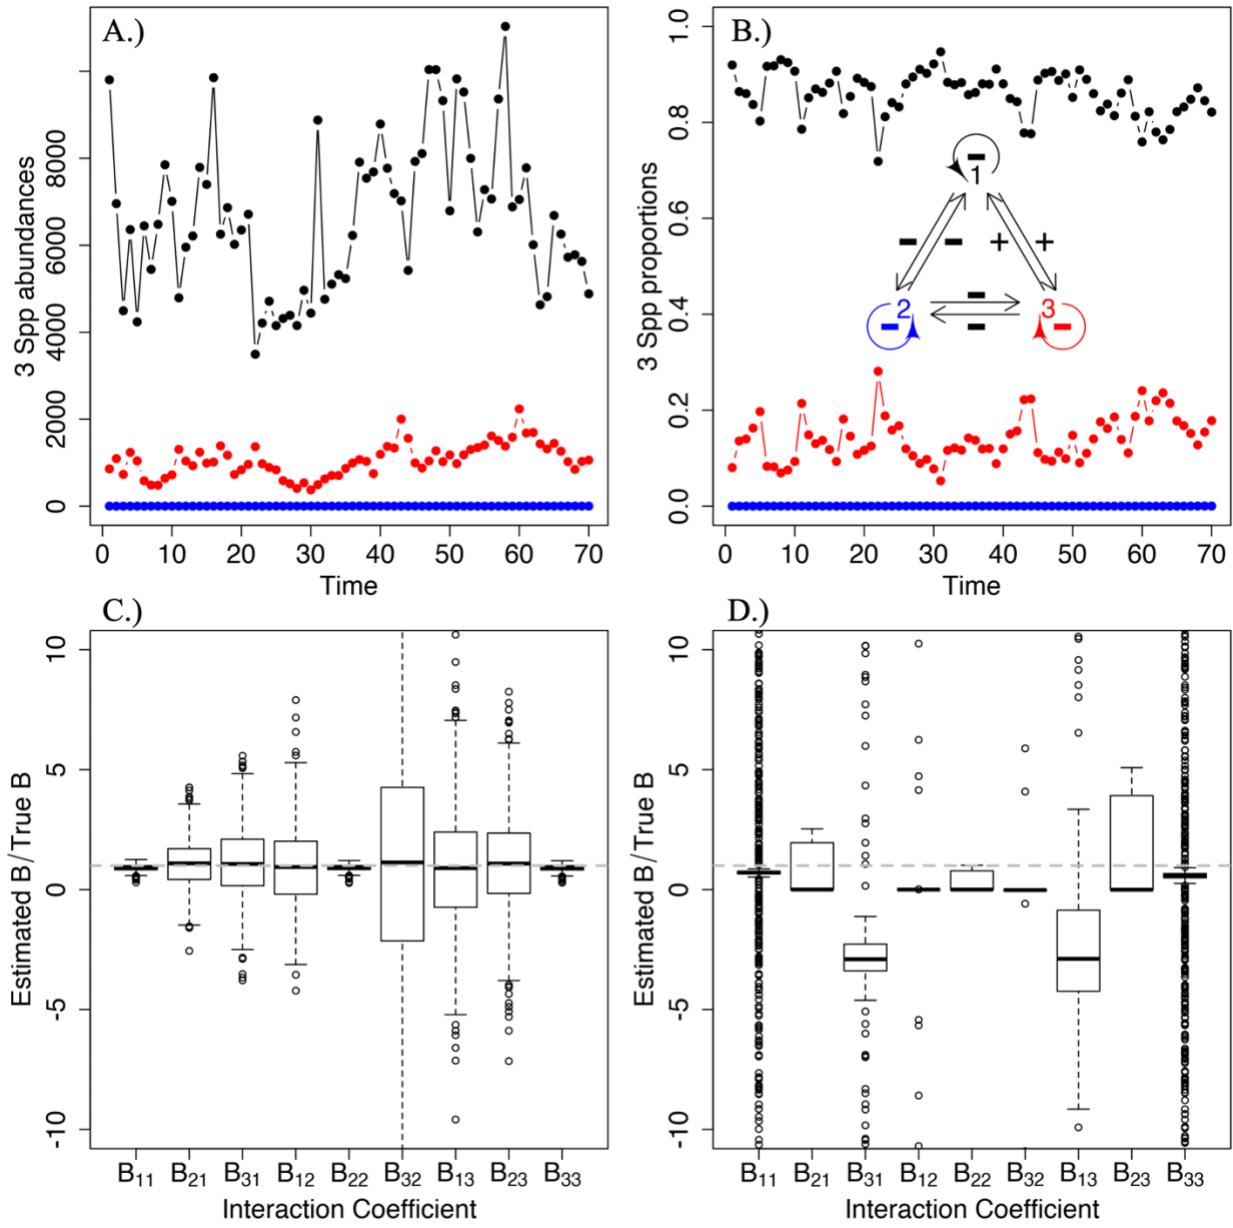 A.)
3 Spp abundances
0 2000 4000 6000 8000
0 10 20 30 40 50 60 70
Time
B.)
3 Spp proportions
0.0 0.2 0.4 0.6 0.8 1.0
1
- - + +
2 3
0 10 20 30 40 50 60 70
Time
C.)
Estimated B/True B
-10 -5 0 5 10
B₁₁ B₂₁ B₃₁ B₁₂ B₂₂ B₃₂ B₁₃ B₂₃ B₃₃
Interaction Coefficient
D.)
Estimated B/True B
-10 -5 0 5 10
B₁₁ B₂₁ B₃₁ B₁₂ B₂₂ B₃₂ B₁₃ B₂₃ B₃₃
Interaction Coefficient